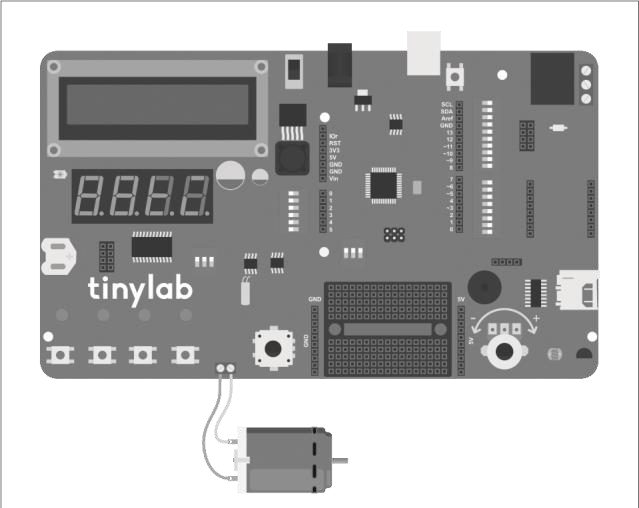 SCL
SDA
Aref
GND
13
12
~11
~10
~9
8
IOr
RST
3V3
5V
GND
GND
Vin
7
~6
~5
4
~3
2
1
0
0
1
2
3
4
5
tinylab
GND
GND
5V
5V
-
+